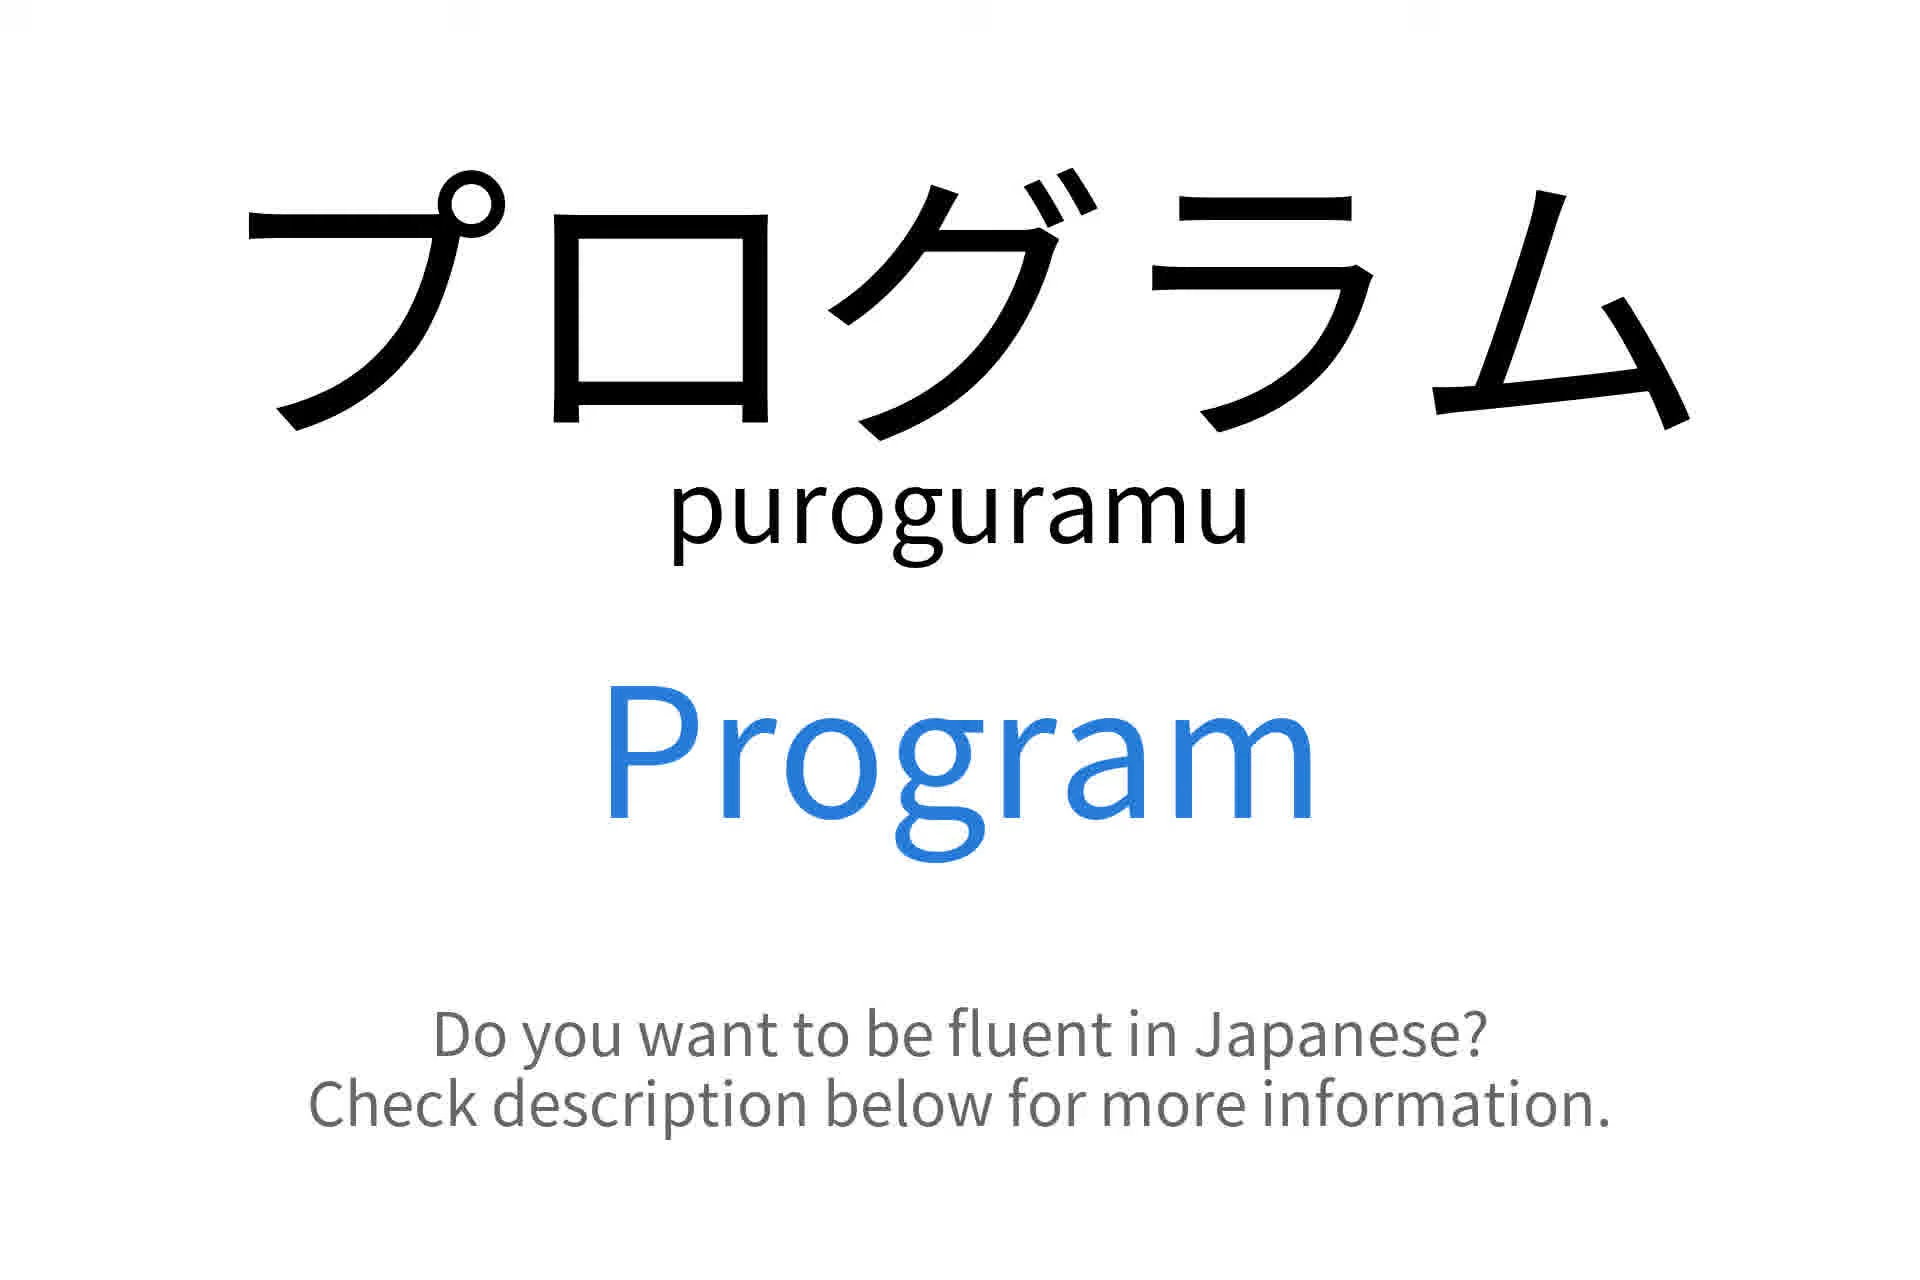 プログラム
puroguramu
Program
Do you want to be fluent in Japanese?
Check description below for more information.